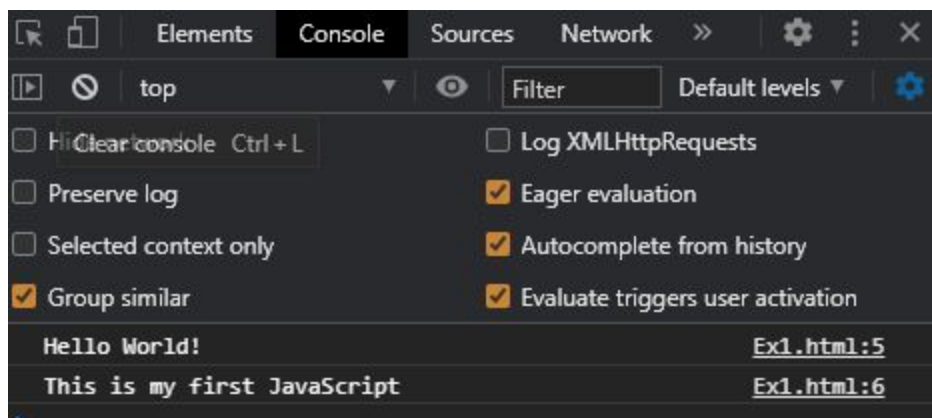 Elements Console Sources Network »
top Filter Default levels
Hide network Log XMLHttpRequests
Clear console Ctrl + L
Preserve log Eager evaluation
Selected context only Autocomplete from history
Group similar Evaluate triggers user activation
Hello World! Ex1.html:5
This is my first JavaScript Ex1.html:6